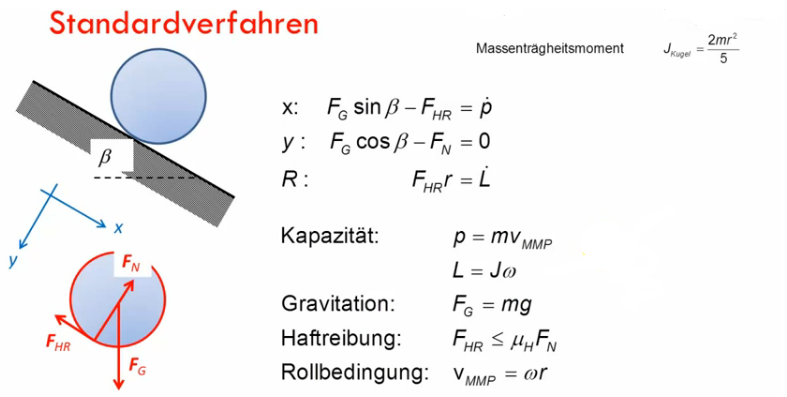 Standardverfahren
Massenträgheitsmoment J_Kugel = 2mr² / 5
x: F_G sin β – F_HR = ṗ
y : F_G cos β – F_N = 0
R : F_HR r = L̇
β
x
y
Kapazität: p = mv_MMP
L = Jω
Gravitation: F_G = mg
Haftreibung: F_HR ≤ μ_H F_N
Rollbedingung: v_MMP = ωr
F_N
F_HR
F_G